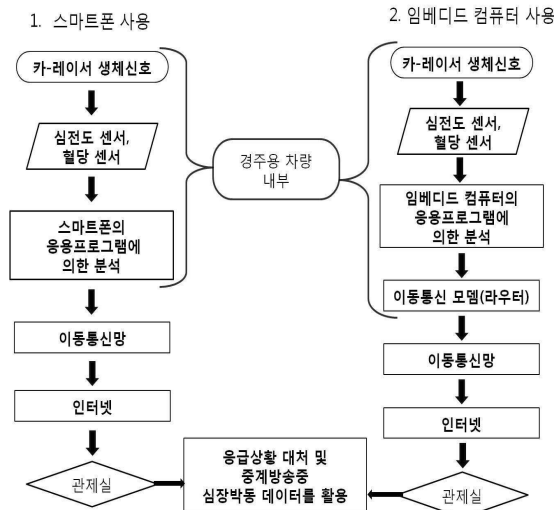 1. 스마트폰 사용
카-레이서 생체신호
심전도 센서,
혈당 센서
스마트폰의
응용프로그램에
의한 분석
이동통신망
인터넷
관제실
경주용 차량
내부
2. 임베디드 컴퓨터 사용
카-레이서 생체신호
심전도 센서,
혈당 센서
임베디드 컴퓨터의
응용프로그램에
의한 분석
이동통신 모뎀(라우터)
이동통신망
인터넷
관제실
응급상황 대처 및
중계방송중
심장박동 데이터를 활용